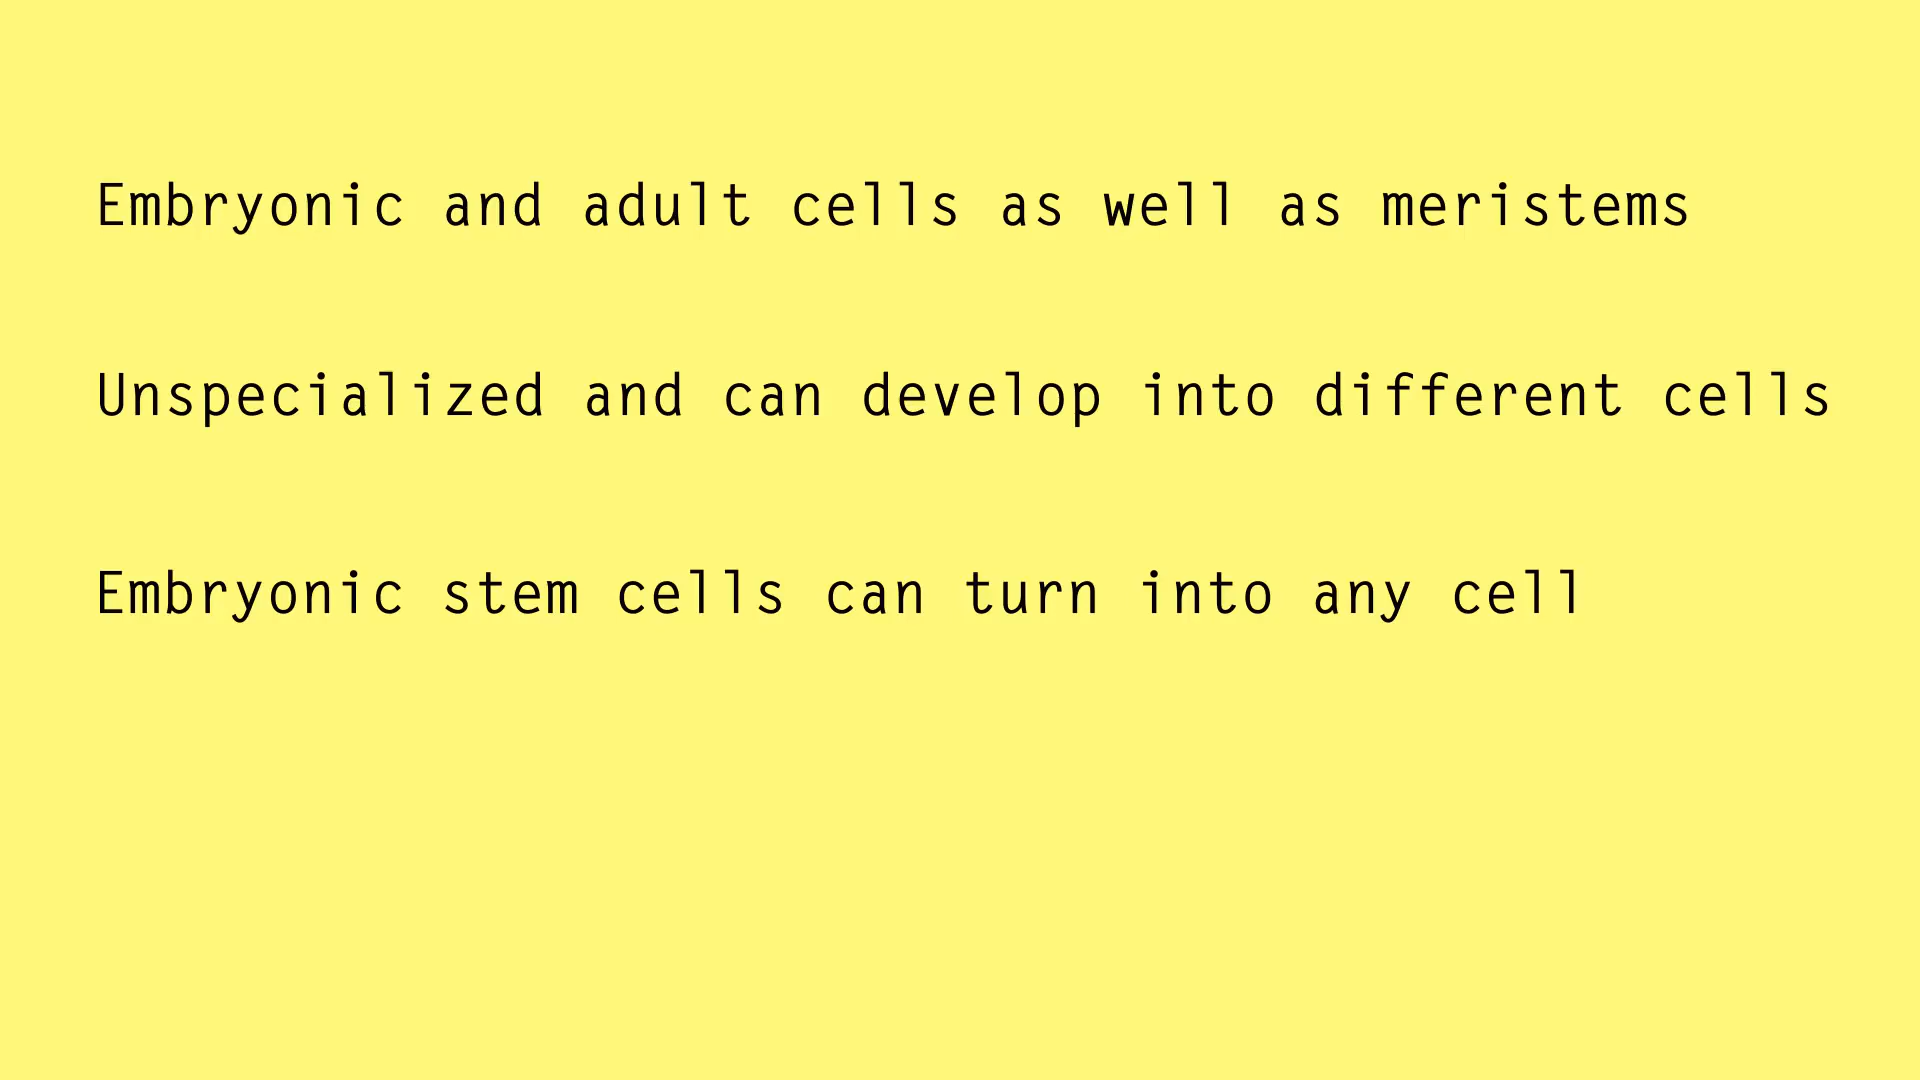 Embryonic and adult cells as well as meristems
Unspecialized and can develop into different cells
Embryonic stem cells can turn into any cell